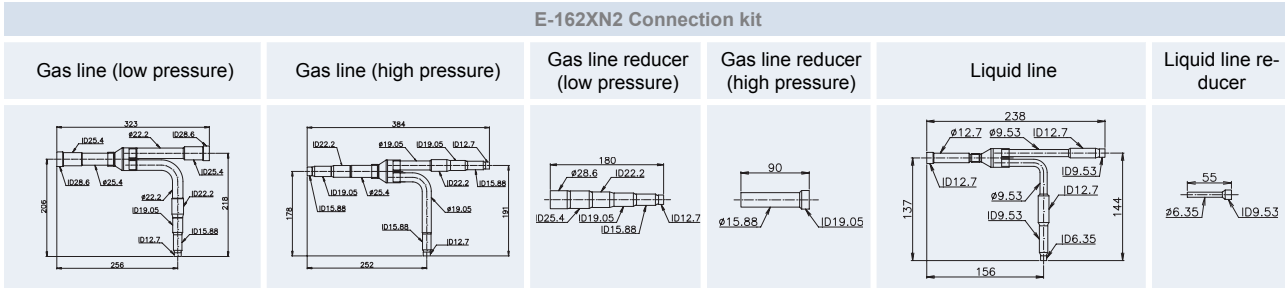 E-162XN2 Connection kit
Gas line (low pressure)
Gas line (high pressure)
Gas line reducer
(low pressure)
Gas line reducer
(high pressure)
Liquid line
Liquid line re-
ducer
323
ID25.4
ø22.2
ID28.6
ID25.4
ID28.6
ø25.4
ø22.2
ID22.2
206
218
ID19.05
ID15.88
ID12.7
256
384
ID22.2
ø19.05
ID19.05
ID12.7
ID19.05
ø25.4
ID22.2
ID15.88
ID15.88
178
191
ø19.05
ID15.88
ID12.7
252
180
ø28.6
ID22.2
ID25.4
ID19.05
ID12.7
ID15.88
90
ø15.88
ID19.05
238
ø12.7
ø9.53
ID12.7
ID12.7
ID9.53
ø9.53
ID12.7
137
144
ID9.53
ID6.35
156
55
ø6.35
ID9.53